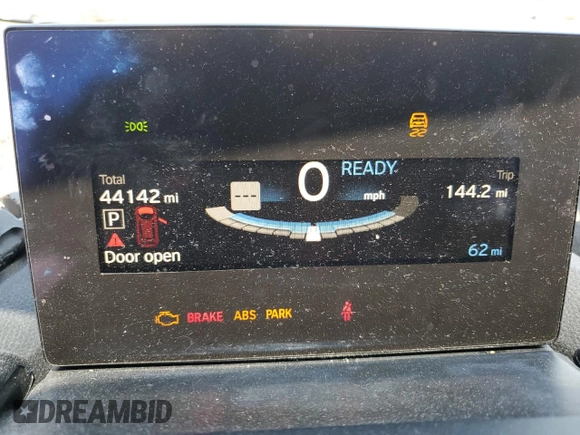 READY
Total
0
Trip
44142 mi
---
mph
144.2 mi
P
Door open
62 mi
BRAKE ABS PARK
DREAMBID